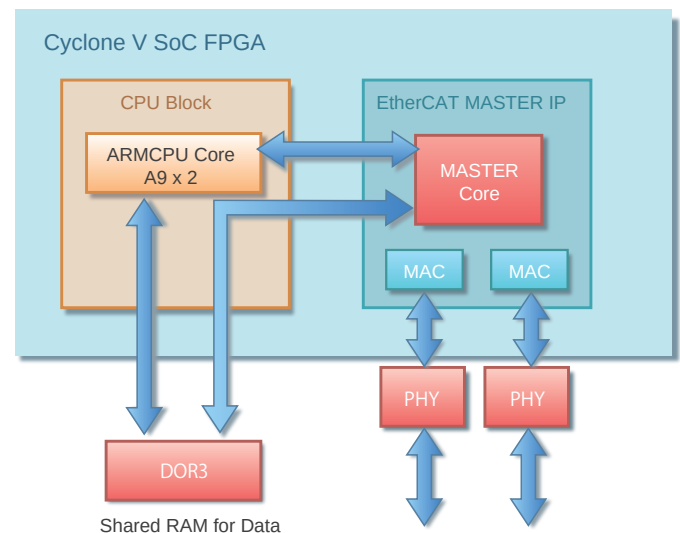 Cyclone V SoC FPGA
CPU Block
EtherCAT MASTER IP
ARMCPU Core
A9 x 2
MASTER
Core
MAC
MAC
PHY
PHY
DOR3
Shared RAM for Data